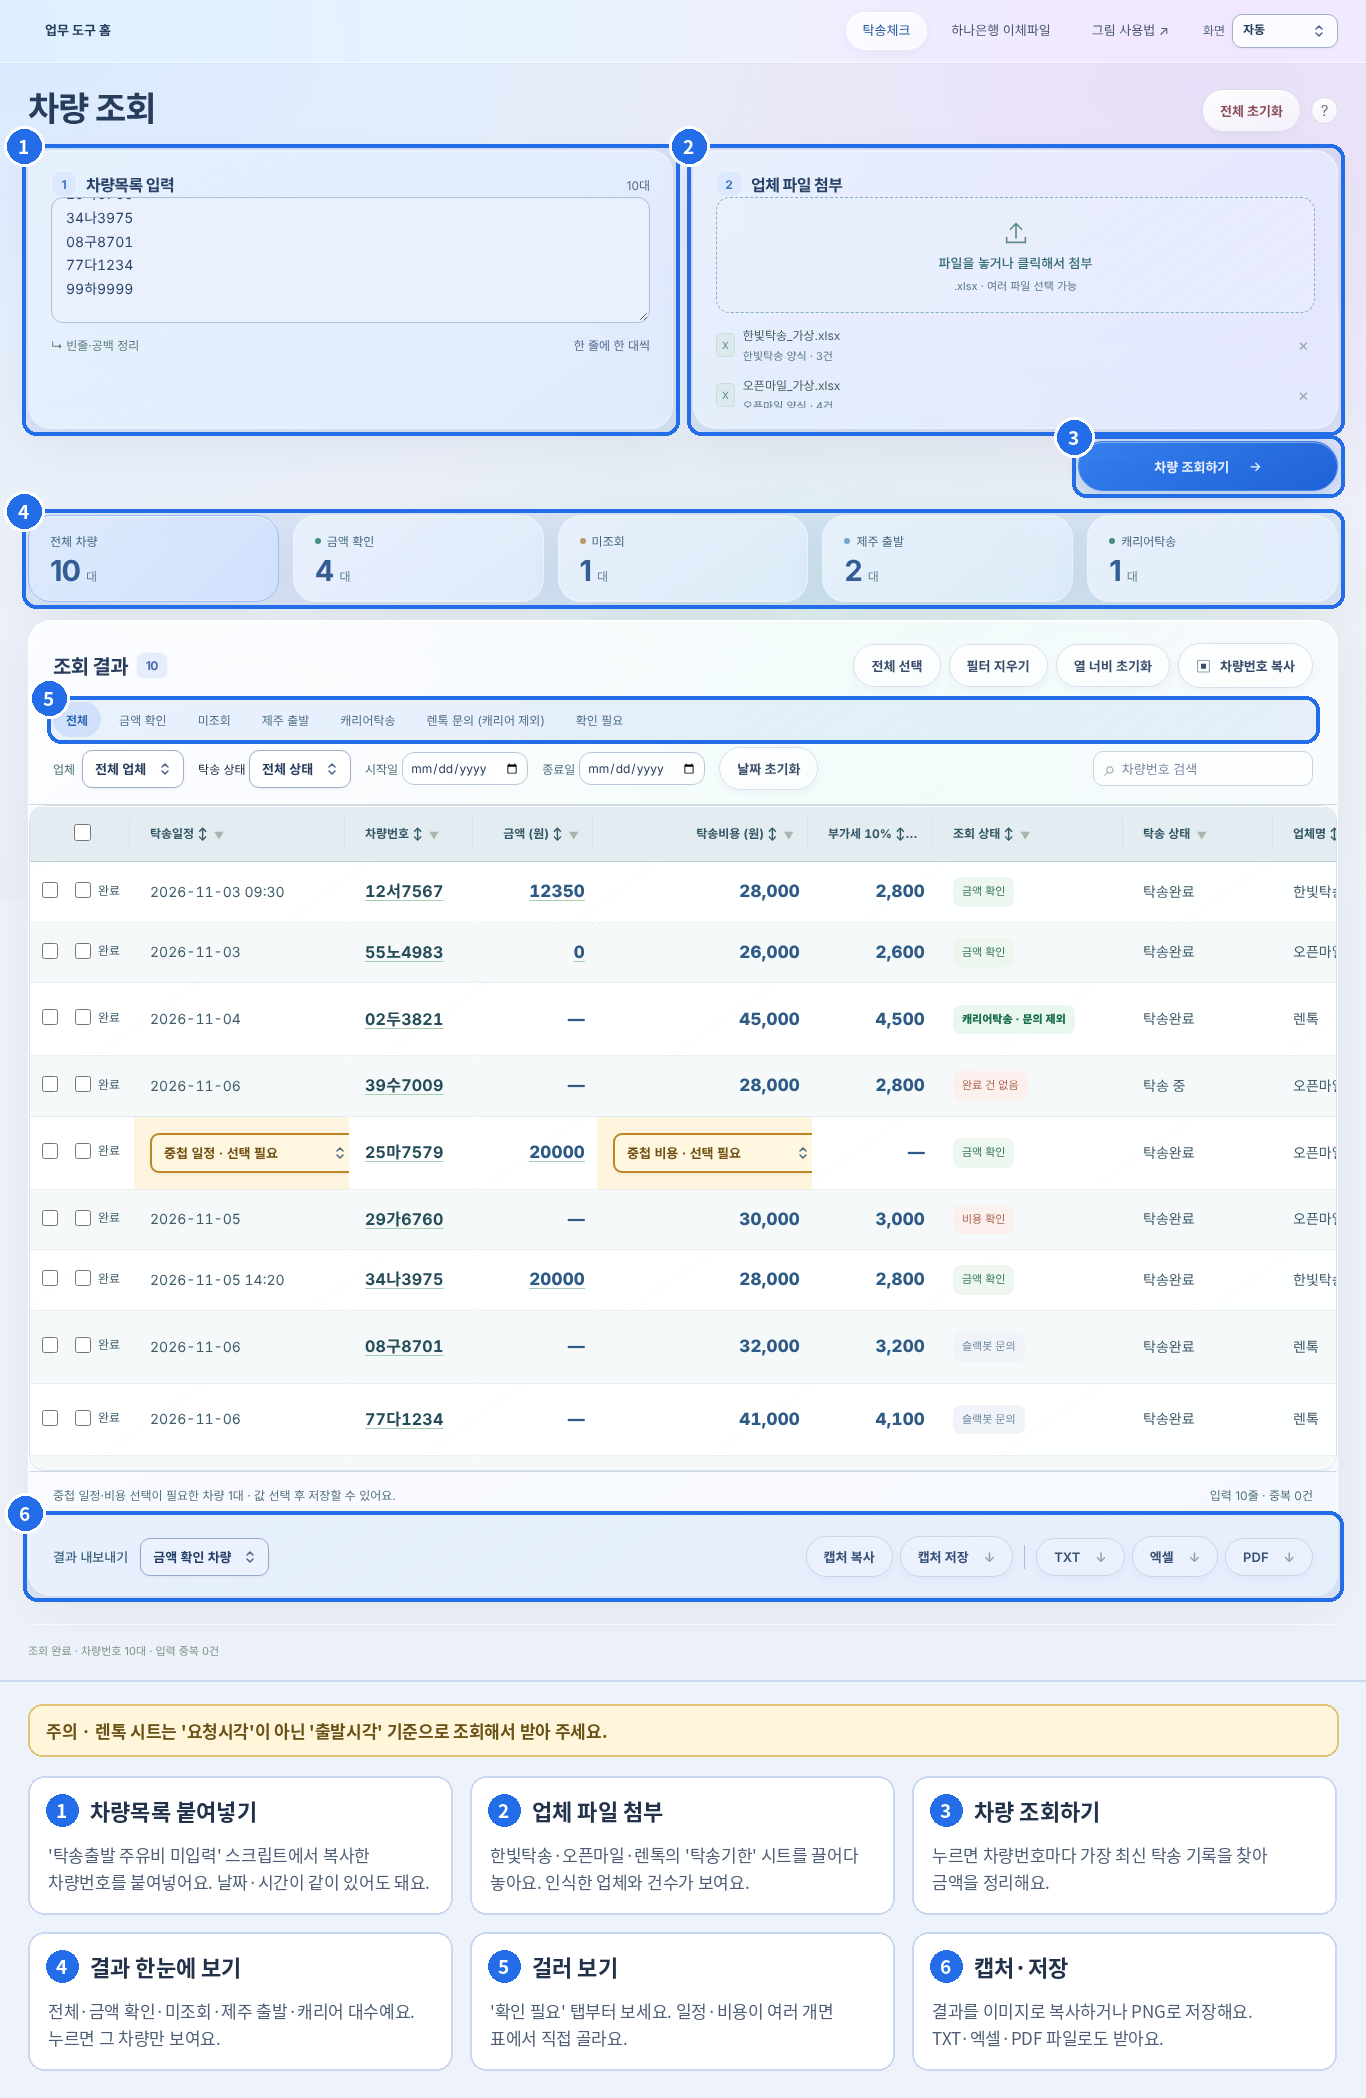 업무 도구 홈
탁송체크
하나은행 이체파일
그림 사용법 ↗
화면
자동
차량 조회
전체 초기화
?
1
2
1 차량목록 입력
10대
34나3975
08구8701
77다1234
99하9999
↳ 빈줄·공백 정리
한 줄에 한 대씩
2 업체 파일 첨부
파일을 놓거나 클릭해서 첨부
.xlsx · 여러 파일 선택 가능
X
한빛탁송_가상.xlsx
한빛탁송 양식 · 3건
×
X
오픈마일_가상.xlsx
오픈마일 양식 · 4건
×
3
차량 조회하기 →
4
전체 차량
10 대
금액 확인
4 대
미조회
1 대
제주 출발
2 대
캐리어탁송
1 대
조회 결과 10
전체 선택
필터 지우기
열 너비 초기화
차량번호 복사
5
전체
금액 확인
미조회
제주 출발
캐리어탁송
렌톡 문의 (캐리어 제외)
확인 필요
업체 전체 업체
탁송 상태 전체 상태
시작일 mm/dd/yyyy
종료일 mm/dd/yyyy
날짜 초기화
차량번호 검색
탁송일정 ↕ ▼ 차량번호 ↕ ▼ 금액 (원) ↕ ▼ 탁송비용 (원) ↕ ▼ 부가세 10% ↕... 조회 상태 ↕ ▼ 탁송 상태 ▼ 업체명 ↕
완료 2026-11-03 09:30 12서7567 12350 28,000 2,800 금액 확인 탁송완료 한빛탁송
완료 2026-11-03 55노4983 0 26,000 2,600 금액 확인 탁송완료 오픈마일
완료 2026-11-04 02두3821 — 45,000 4,500 캐리어탁송 · 문의 제외 탁송완료 렌톡
완료 2026-11-06 39수7009 — 28,000 2,800 완료 건 없음 탁송 중 오픈마일
완료 중첩 일정 · 선택 필요 25마7579 20000 중첩 비용 · 선택 필요 — 금액 확인 탁송완료 오픈마일
완료 2026-11-05 29가6760 — 30,000 3,000 비용 확인 탁송완료 오픈마일
완료 2026-11-05 14:20 34나3975 20000 28,000 2,800 금액 확인 탁송완료 한빛탁송
완료 2026-11-06 08구8701 — 32,000 3,200 슬랙봇 문의 탁송완료 렌톡
완료 2026-11-06 77다1234 — 41,000 4,100 슬랙봇 문의 탁송완료 렌톡
중첩 일정·비용 선택이 필요한 차량 1대 · 값 선택 후 저장할 수 있어요.
입력 10줄 · 중복 0건
6
결과 내보내기 금액 확인 차량
캡처 복사
캡처 저장 ↓
TXT ↓
엑셀 ↓
PDF ↓
조회 완료 · 차량번호 10대 · 입력 중복 0건
주의 · 렌톡 시트는 '요청시각'이 아닌 '출발시각' 기준으로 조회해서 받아 주세요.
1 차량목록 붙여넣기
'탁송출발 주유비 미입력' 스크립트에서 복사한
차량번호를 붙여넣어요. 날짜·시간이 같이 있어도 돼요.
2 업체 파일 첨부
한빛탁송·오픈마일·렌톡의 '탁송기한' 시트를 끌어다
놓아요. 인식한 업체와 건수가 보여요.
3 차량 조회하기
누르면 차량번호마다 가장 최신 탁송 기록을 찾아
금액을 정리해요.
4 결과 한눈에 보기
전체·금액 확인·미조회·제주 출발·캐리어 대수예요.
누르면 그 차량만 보여요.
5 걸러 보기
'확인 필요' 탭부터 보세요. 일정·비용이 여러 개면
표에서 직접 골라요.
6 캡처·저장
결과를 이미지로 복사하거나 PNG로 저장해요.
TXT·엑셀·PDF 파일로도 받아요.